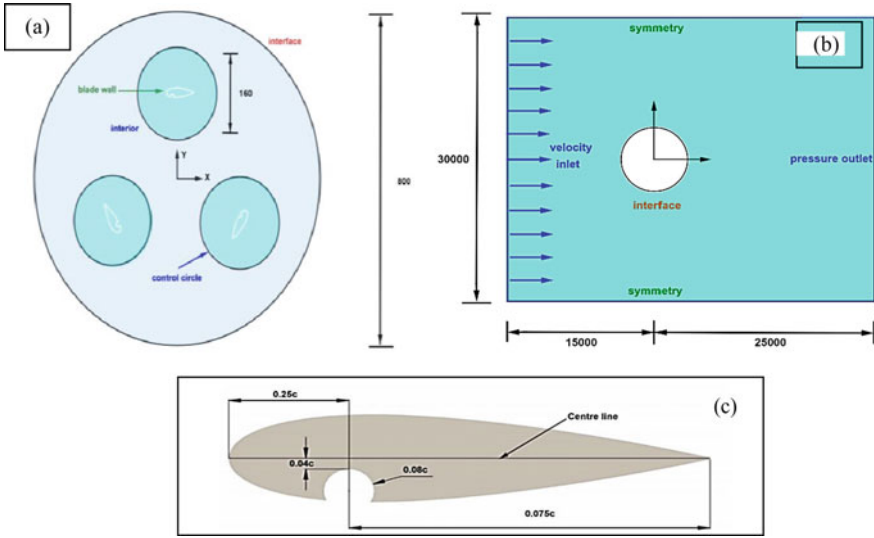 (a)
interface
blade wall
160
interior
Y
X
800
control circle
(b)
symmetry
30000
velocity
inlet
pressure outlet
interface
symmetry
15000
25000
(c)
0.25c
Centre line
0.04c
0.08c
0.075c